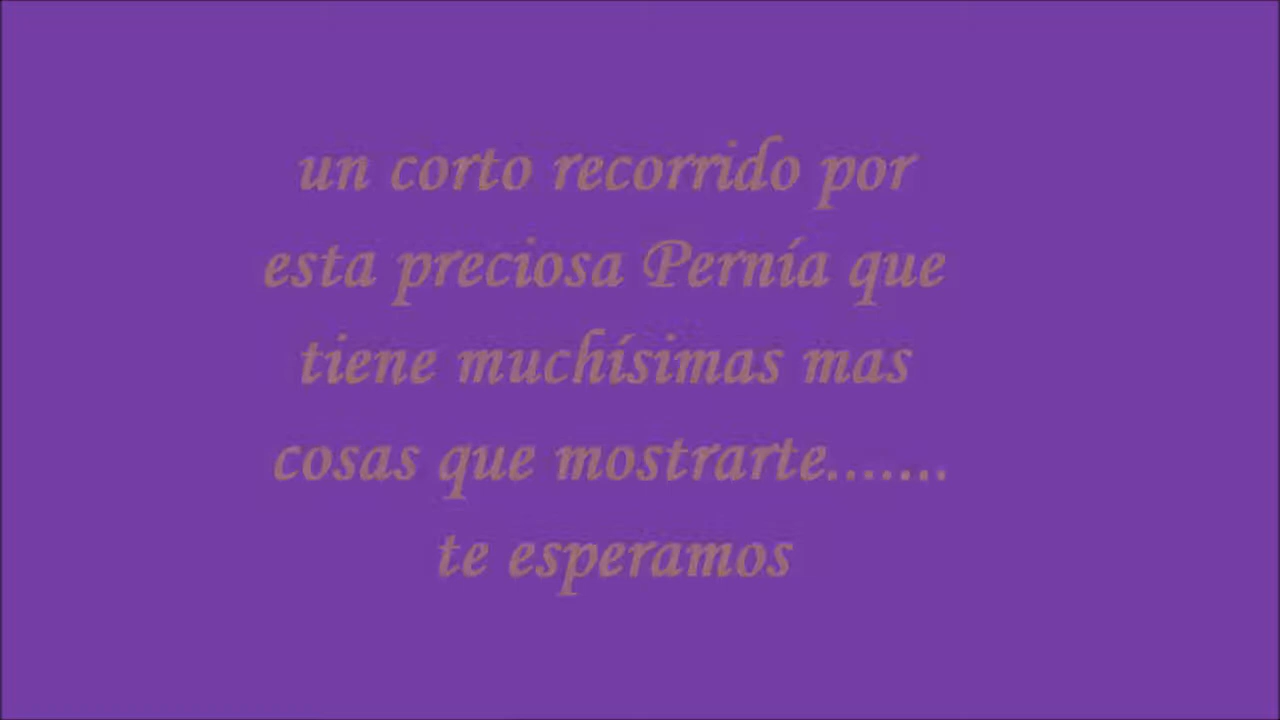 un corto recorrido por
esta preciosa Pernía que
tiene muchísimas mas
cosas que mostrarte.......
te esperamos